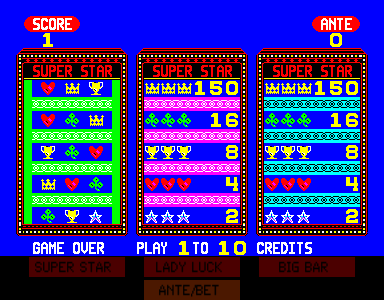 SCORE ANTE
1 0
SUPER STAR SUPER STAR SUPER STAR
150 150
16 16
8 8
4 4
2 2
GAME OVER PLAY 1 TO 10 CREDITS
SUPER STAR LADY LUCK BIG BAR
ANTE/BET